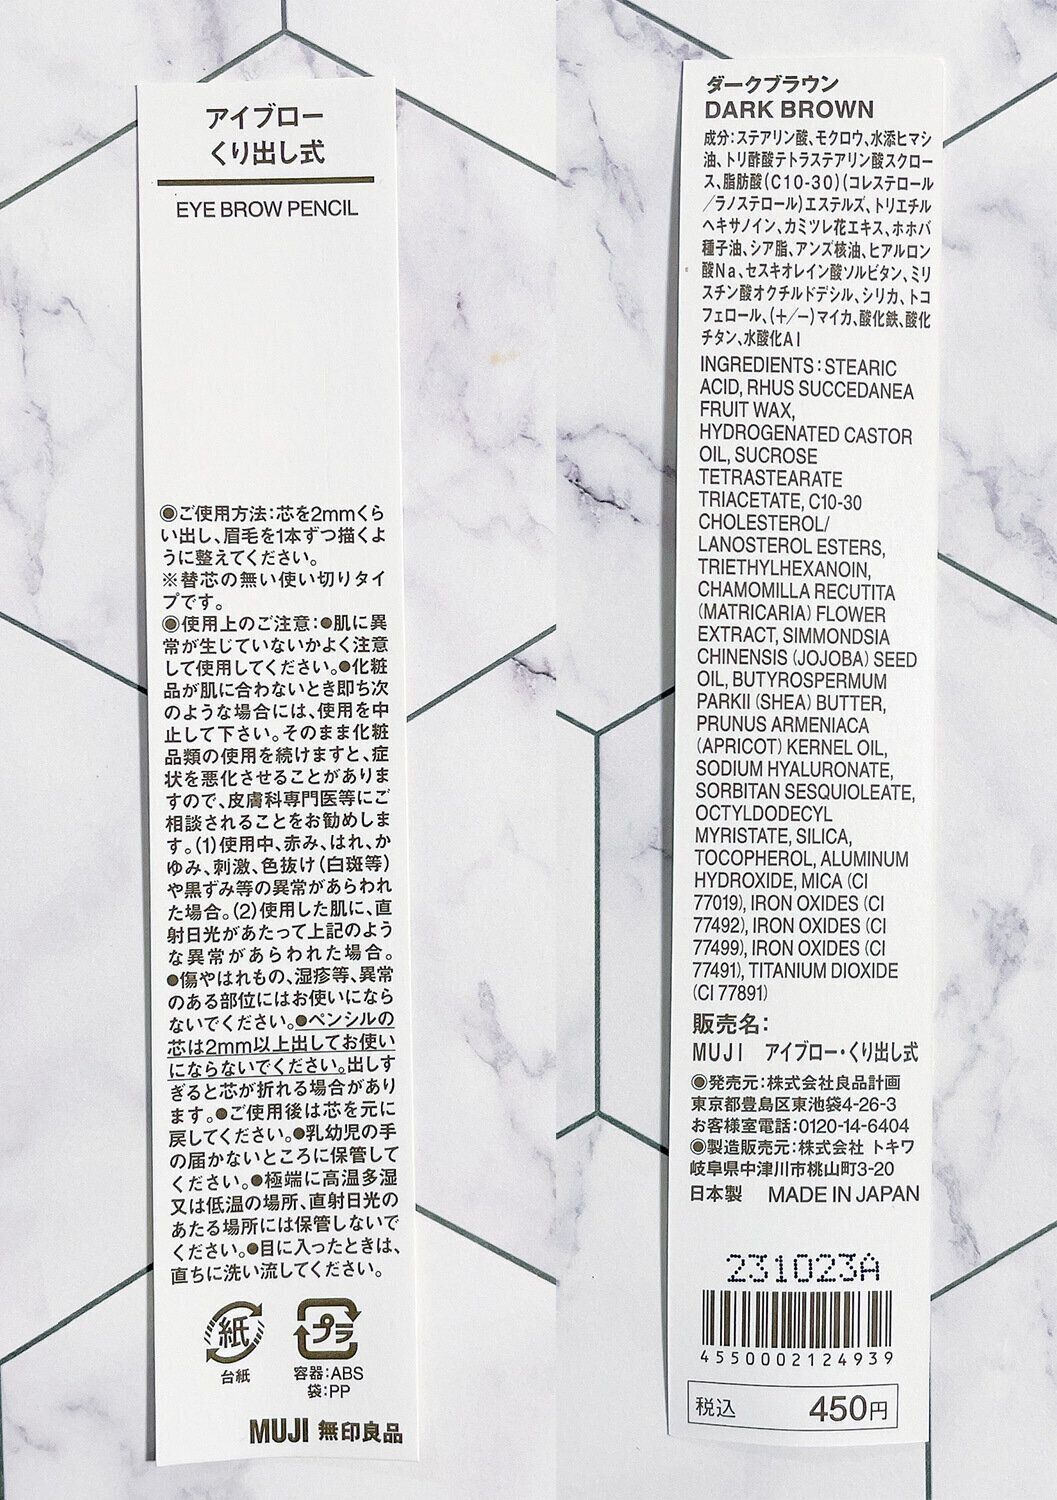 アイブロー
くり出し式
EYE BROW PENCIL
◉ご使用方法:芯を2mmくら
い出し、眉毛を1本ずつ描くよ
うに整えてください。
※替芯の無い使い切りタイ
プです。
◉使用上のご注意:●肌に異
常が生じていないかよく注意
して使用してください。●化粧
品が肌に合わないとき即ち次
のような場合には、使用を中
止して下さい。そのまま化粧
品類の使用を続けますと、症
状を悪化させることがありま
すので、皮膚科専門医等にご
相談されることをお勧めしま
す。(1)使用中、赤み、はれ、か
ゆみ、刺激、色抜け(白斑等)
や黒ずみ等の異常があらわれ
た場合。(2)使用した肌に、直
射日光があたって上記のよう
な異常があらわれた場合。
●傷やはれもの、湿疹等、異常
のある部位にはお使いになら
ないでください。●ペンシルの
芯は2mm以上出してお使い
にならないでください。出しす
ぎると芯が折れる場合があり
ます。●ご使用後は芯を元に
戻してください。●乳幼児の手
の届かないところに保管して
ください。●極端に高温多湿
又は低温の場所、直射日光の
あたる場所には保管しないで
ください。●目に入ったときは、
直ちに洗い流してください。
紙 プラ
台紙 容器:ABS
袋:PP
MUJI 無印良品
ダークブラウン
DARK BROWN
成分:ステアリン酸、モクロウ、水添ヒマシ
油、トリ酢酸テトラステアリン酸スクロー
ス、脂肪酸(C10-30)(コレステロール
/ラノステロール)エステルズ、トリエチル
ヘキサノイン、カミツレ花エキス、ホホバ
種子油、シア脂、アンズ核油、ヒアルロン
酸Na、セスキオレイン酸ソルビタン、ミリ
スチン酸オクチルドデシル、シリカ、トコ
フェロール、(+/−)マイカ、酸化鉄、酸化
チタン、水酸化Al
INGREDIENTS:STEARIC
ACID, RHUS SUCCEDANEA
FRUIT WAX,
HYDROGENATED CASTOR
OIL, SUCROSE
TETRASTEARATE
TRIACETATE, C10-30
CHOLESTEROL/
LANOSTEROL ESTERS,
TRIETHYLHEXANOIN,
CHAMOMILLA RECUTITA
(MATRICARIA) FLOWER
EXTRACT, SIMMONDSIA
CHINENSIS (JOJOBA) SEED
OIL, BUTYROSPERMUM
PARKII (SHEA) BUTTER,
PRUNUS ARMENIACA
(APRICOT) KERNEL OIL,
SODIUM HYALURONATE,
SORBITAN SESQUIOLEATE,
OCTYLDODECYL
MYRISTATE, SILICA,
TOCOPHEROL, ALUMINUM
HYDROXIDE, MICA (CI
77019), IRON OXIDES (CI
77492), IRON OXIDES (CI
77499), IRON OXIDES (CI
77491), TITANIUM DIOXIDE
(CI 77891)
販売名:
MUJI アイブロー・くり出し式
◉発売元:株式会社良品計画
東京都豊島区東池袋4-26-3
お客様室電話:0120-14-6404
◉製造販売元:株式会社 トキワ
岐阜県中津川市桃山町3-20
日本製 MADE IN JAPAN
231023A
4550002124939
税込 450円